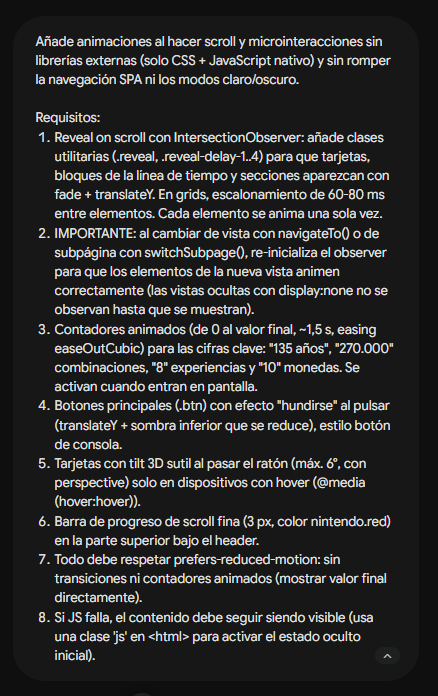 Añade animaciones al hacer scroll y microinteracciones sin
librerías externas (solo CSS + JavaScript nativo) y sin romper
la navegación SPA ni los modos claro/oscuro.
Requisitos:
1. Reveal on scroll con IntersectionObserver: añade clases
utilitarias (.reveal, .reveal-delay-1..4) para que tarjetas,
bloques de la línea de tiempo y secciones aparezcan con
fade + translateY. En grids, escalonamiento de 60-80 ms
entre elementos. Cada elemento se anima una sola vez.
2. IMPORTANTE: al cambiar de vista con navigateTo() o de
subpágina con switchSubpage(), re-inicializa el observer
para que los elementos de la nueva vista animen
correctamente (las vistas ocultas con display:none no se
observan hasta que se muestran).
3. Contadores animados (de 0 al valor final, ~1,5 s, easing
easeOutCubic) para las cifras clave: "135 años", "270.000"
combinaciones, "8" experiencias y "10" monedas. Se
activan cuando entran en pantalla.
4. Botones principales (.btn) con efecto "hundirse" al pulsar
(translateY + sombra inferior que se reduce), estilo botón
de consola.
5. Tarjetas con tilt 3D sutil al pasar el ratón (máx. 6°, con
perspective) solo en dispositivos con hover (@media
(hover:hover)).
6. Barra de progreso de scroll fina (3 px, color nintendo.red)
en la parte superior bajo el header.
7. Todo debe respetar prefers-reduced-motion: sin
transiciones ni contadores animados (mostrar valor final
directamente).
8. Si JS falla, el contenido debe seguir siendo visible (usa
una clase 'js' en <html> para activar el estado oculto
inicial).